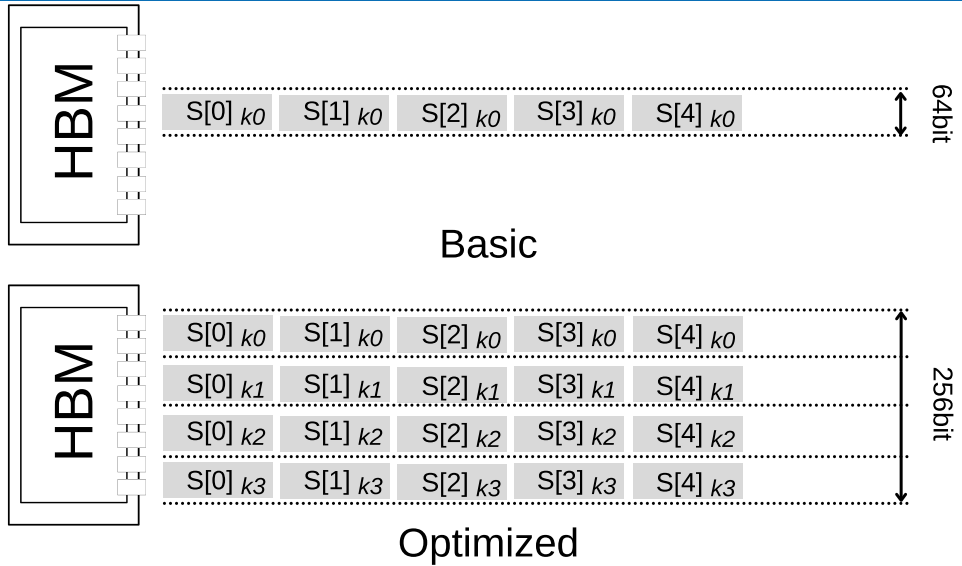 HBM
S[0] k0 S[1] k0 S[2] k0 S[3] k0 S[4] k0
64bit
Basic
HBM
S[0] k0 S[1] k0 S[2] k0 S[3] k0 S[4] k0
S[0] k1 S[1] k1 S[2] k1 S[3] k1 S[4] k1
S[0] k2 S[1] k2 S[2] k2 S[3] k2 S[4] k2
S[0] k3 S[1] k3 S[2] k3 S[3] k3 S[4] k3
256bit
Optimized